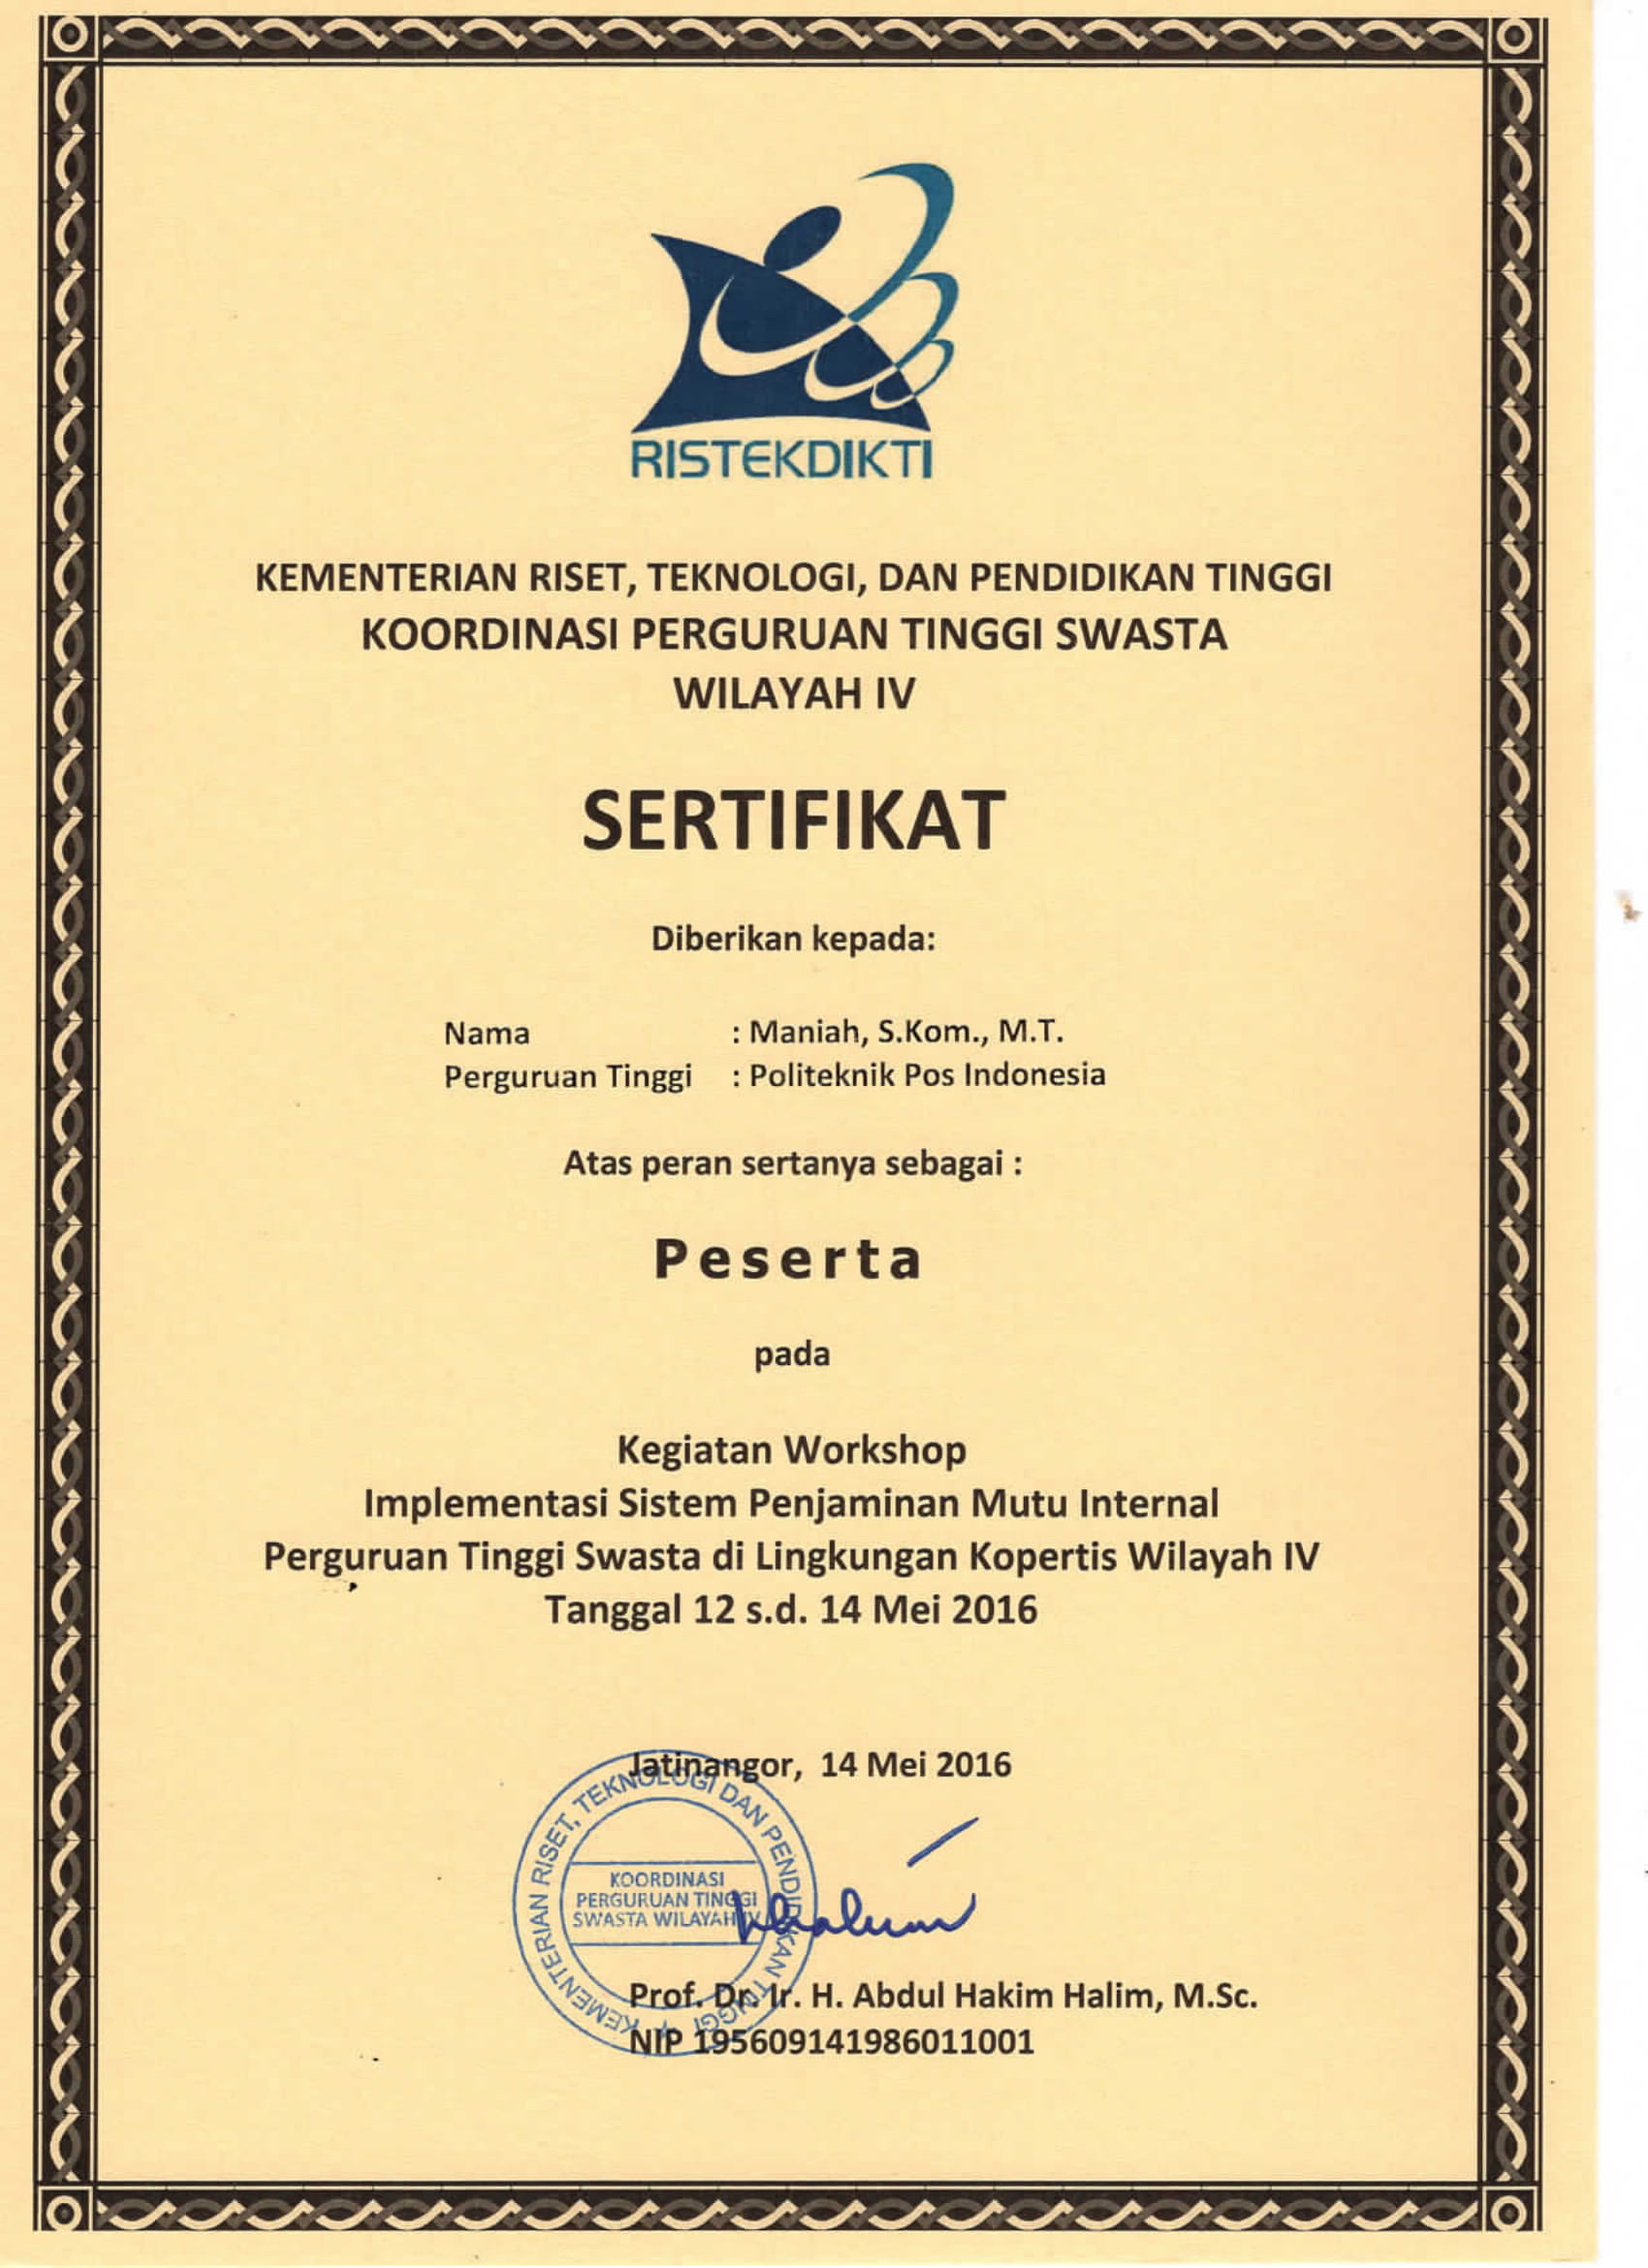 RISTEKDIKTI
KEMENTERIAN RISET, TEKNOLOGI, DAN PENDIDIKAN TINGGI
KOORDINASI PERGURUAN TINGGI SWASTA
WILAYAH IV
SERTIFIKAT
Diberikan kepada:
Nama : Maniah, S.Kom., M.T.
Perguruan Tinggi : Politeknik Pos Indonesia
Atas peran sertanya sebagai :
Peserta
pada
Kegiatan Workshop
Implementasi Sistem Penjaminan Mutu Internal
Perguruan Tinggi Swasta di Lingkungan Kopertis Wilayah IV
Tanggal 12 s.d. 14 Mei 2016
Jatinangor, 14 Mei 2016
KEMENTERIAN RISET, TEKNOLOGI DAN PENDIDIKAN TINGGI
KOORDINASI
PERGURUAN TINGGI
SWASTA WILAYAH IV
Prof. Dr. Ir. H. Abdul Hakim Halim, M.Sc.
NIP 195609141986011001